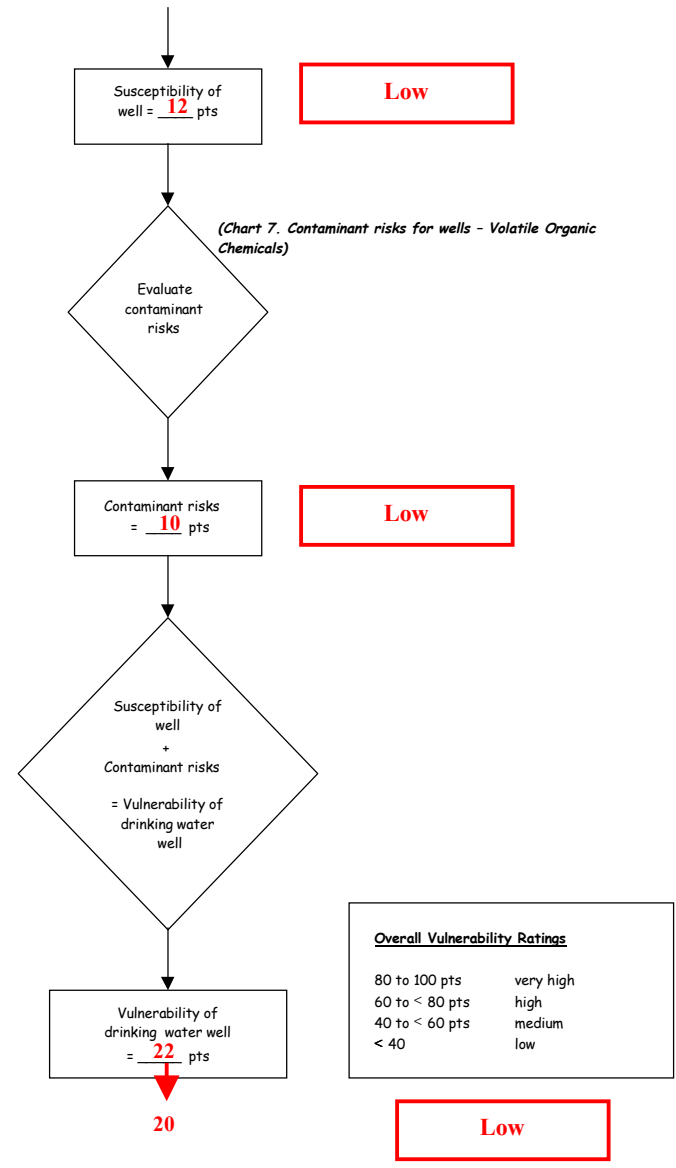 Susceptibility of
well = 12 pts
Low
(Chart 7. Contaminant risks for wells – Volatile Organic
Chemicals)
Evaluate
contaminant
risks
Contaminant risks
= 10 pts
Low
Susceptibility of
well
+
Contaminant risks
= Vulnerability of
drinking water
well
Vulnerability of
drinking water well
= 22 pts
20
Overall Vulnerability Ratings
80 to 100 pts very high
60 to < 80 pts high
40 to < 60 pts medium
< 40 low
Low